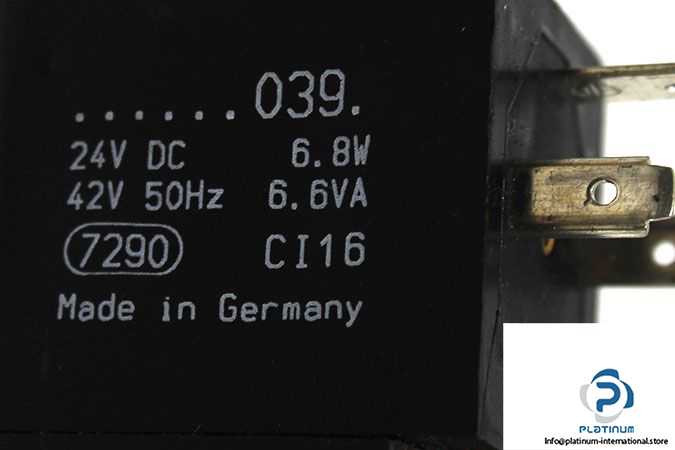 ......039.
24V DC 6.8W
42V 50Hz 6.6VA
7290 CI16
Made in Germany
PLATINUM
Info@platinum-international.store